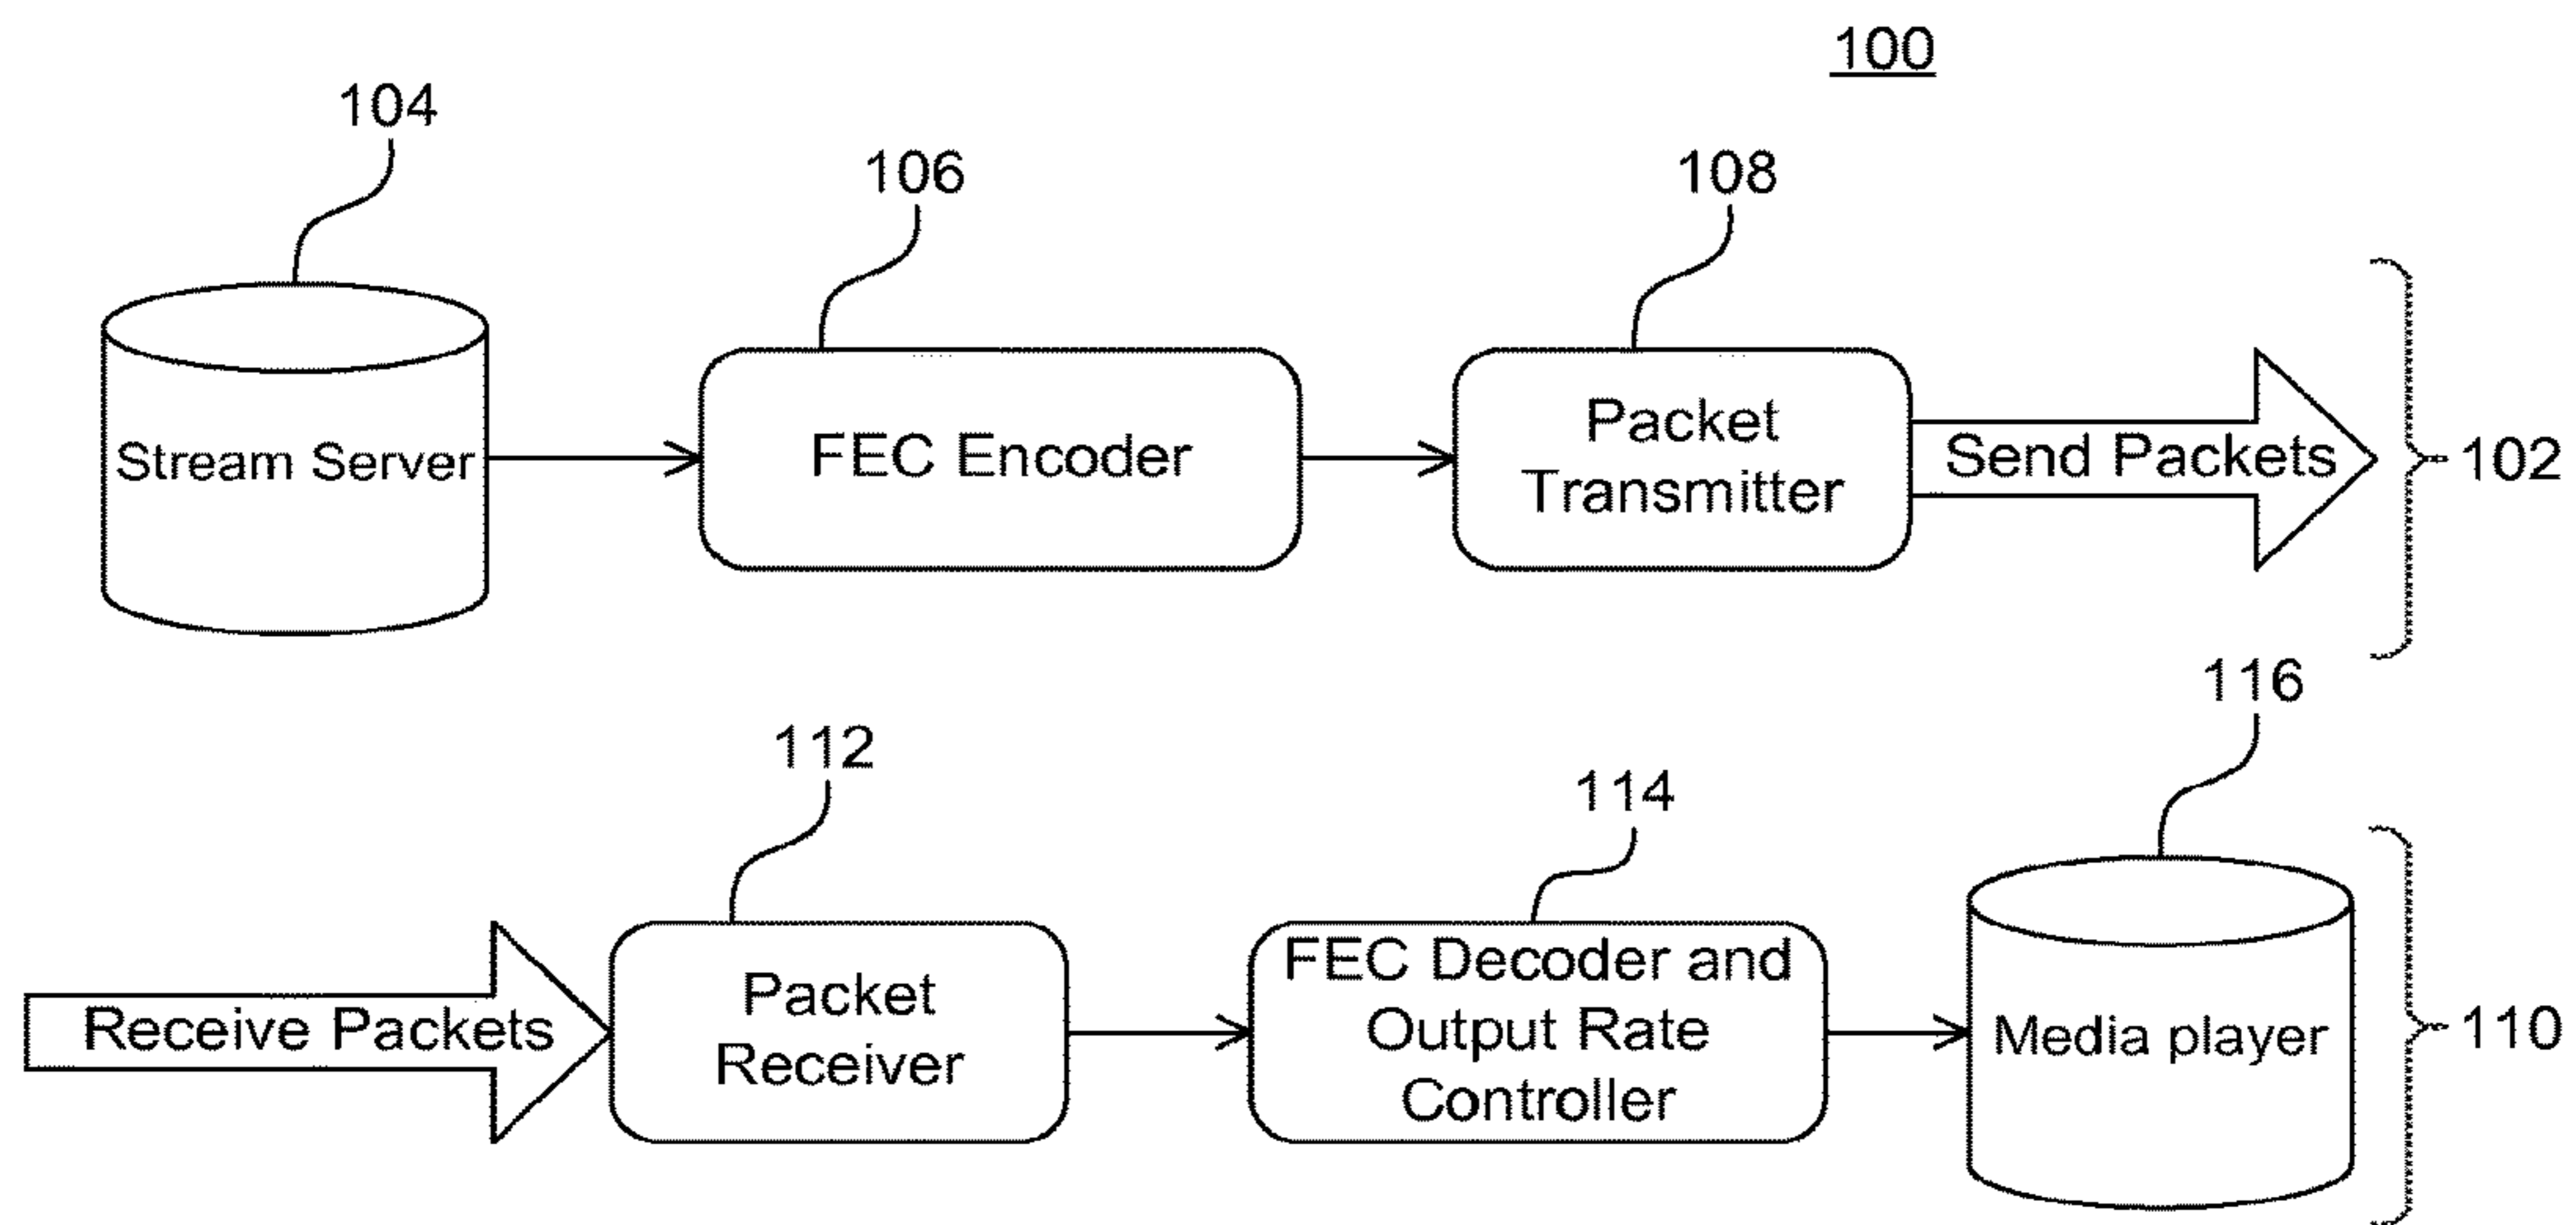 100
104
106
108
Stream Server
FEC Encoder
Packet
Transmitter
Send Packets
102
116
112
114
Receive Packets
Packet
Receiver
FEC Decoder and
Output Rate
Controller
Media player
110